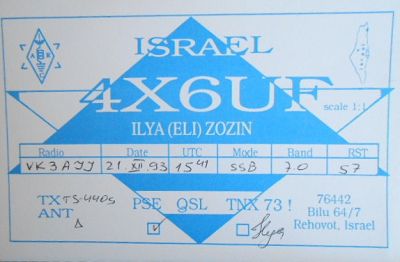 ISRAEL
4X6UF
scale 1:1
ILYA (ELI) ZOZIN
Radio Date UTC Mode Band RST
VK3AJJ 21. XII. 93 15 41 SSB 7.0 57
TX TS-440S PSE QSL TNX 73 ! 76442
ANT Bilu 64/7
Rehovot, Israel